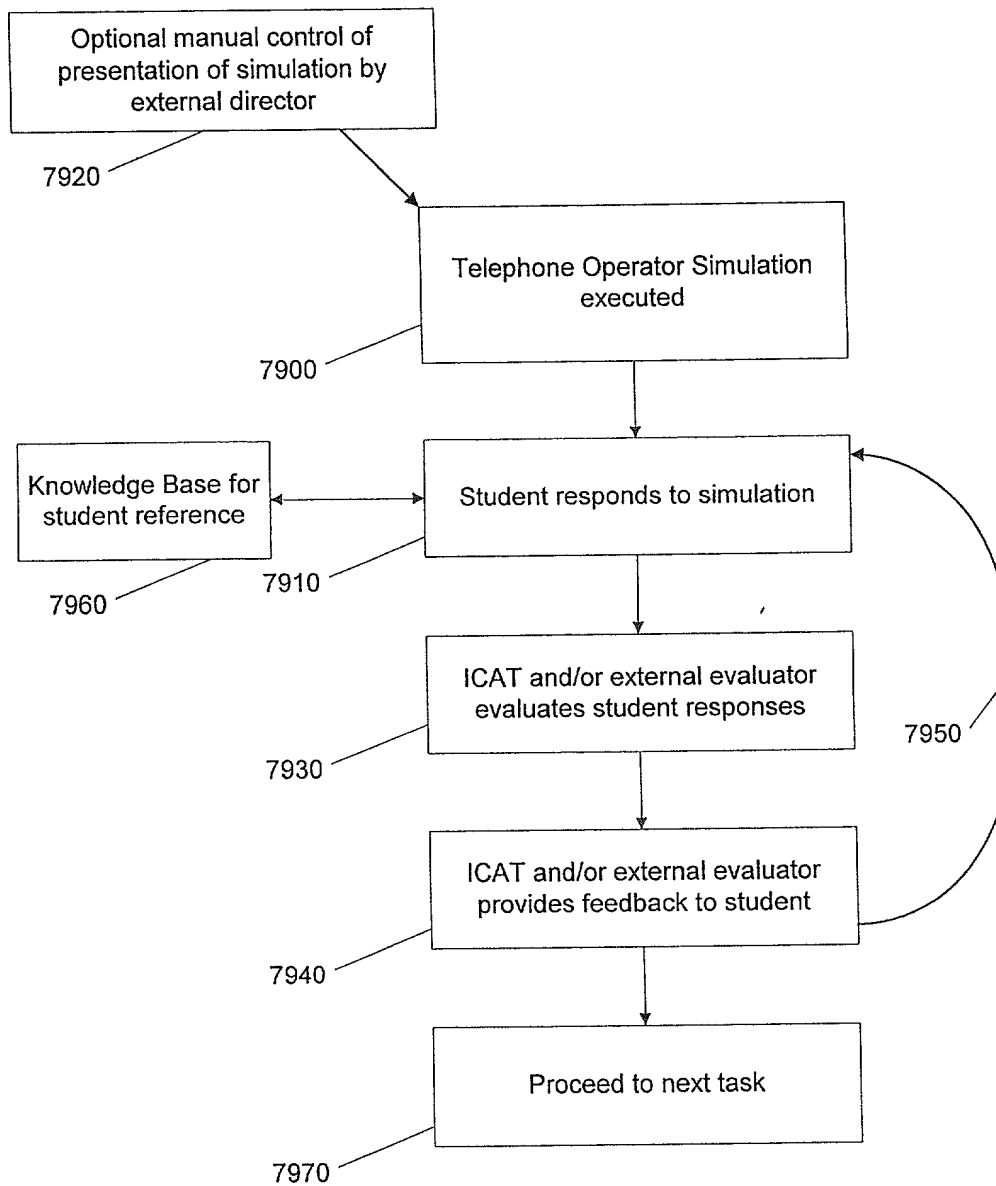 Optional manual control of
presentation of simulation by
external director
7920
Telephone Operator Simulation
executed
7900
Knowledge Base for
student reference
7960
Student responds to simulation
7910
ICAT and/or external evaluator
evaluates student responses
7930
7950
ICAT and/or external evaluator
provides feedback to student
7940
Proceed to next task
7970